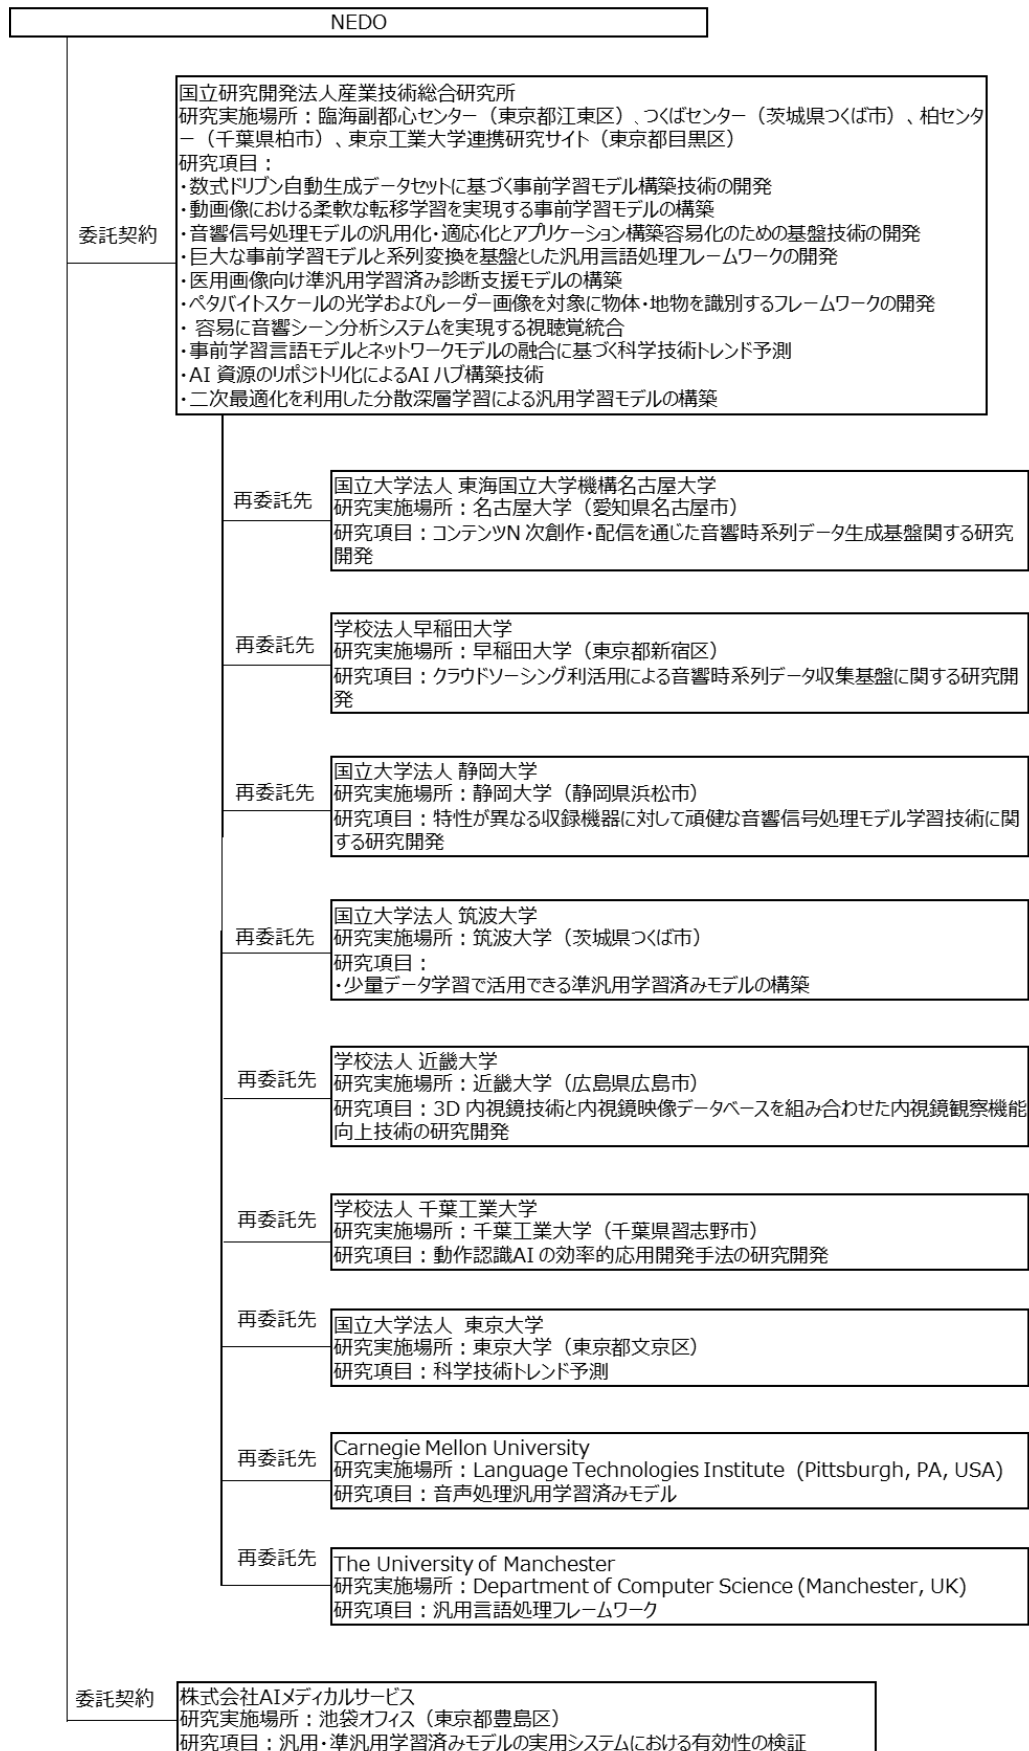 NEDO
国立研究開発法人産業技術総合研究所
研究実施場所：臨海副都心センター（東京都江東区）、つくばセンター（茨城県つくば市）、柏センタ
ー（千葉県柏市）、東京工業大学連携研究サイト（東京都目黒区）
研究項目：
・数式ドリブン自動生成データセットに基づく事前学習モデル構築技術の開発
・動画像における柔軟な転移学習を実現する事前学習モデルの構築
委託契約
・音響信号処理モデルの汎用化・適応化とアプリケーション構築容易化のための基盤技術の開発
・巨大な事前学習モデルと系列変換を基盤とした汎用言語処理フレームワークの開発
・医用画像向け準汎用学習済み診断支援モデルの構築
・ペタバイトスケールの光学およびレーダー画像を対象に物体・地物を識別するフレームワークの開発
・ 容易に音響シーン分析システムを実現する視聴覚統合
・事前学習言語モデルとネットワークモデルの融合に基づく科学技術トレンド予測
・AI 資源のリポジトリ化によるAI ハブ構築技術
・二次最適化を利用した分散深層学習による汎用学習モデルの構築
再委託先
国立大学法人 東海国立大学機構名古屋大学
研究実施場所：名古屋大学（愛知県名古屋市）
研究項目：コンテンツN 次創作・配信を通じた音響時系列データ生成基盤関する研究
開発
再委託先
学校法人早稲田大学
研究実施場所：早稲田大学（東京都新宿区）
研究項目：クラウドソーシング利活用による音響時系列データ収集基盤に関する研究開
発
再委託先
国立大学法人 静岡大学
研究実施場所：静岡大学（静岡県浜松市）
研究項目：特性が異なる収録機器に対して頑健な音響信号処理モデル学習技術に関
する研究開発
再委託先
国立大学法人 筑波大学
研究実施場所：筑波大学（茨城県つくば市）
研究項目：
・少量データ学習で活用できる準汎用学習済みモデルの構築
再委託先
学校法人 近畿大学
研究実施場所：近畿大学（広島県広島市）
研究項目：3D 内視鏡技術と内視鏡映像データベースを組み合わせた内視鏡観察機能
向上技術の研究開発
再委託先
学校法人 千葉工業大学
研究実施場所：千葉工業大学（千葉県習志野市）
研究項目：動作認識AI の効率的応用開発手法の研究開発
再委託先
国立大学法人 東京大学
研究実施場所：東京大学（東京都文京区）
研究項目：科学技術トレンド予測
再委託先
Carnegie Mellon University
研究実施場所：Language Technologies Institute (Pittsburgh, PA, USA)
研究項目：音声処理汎用学習済みモデル
再委託先
The University of Manchester
研究実施場所：Department of Computer Science (Manchester, UK)
研究項目：汎用言語処理フレームワーク
委託契約
株式会社AIメディカルサービス
研究実施場所：池袋オフィス（東京都豊島区）
研究項目：汎用・準汎用学習済みモデルの実用システムにおける有効性の検証